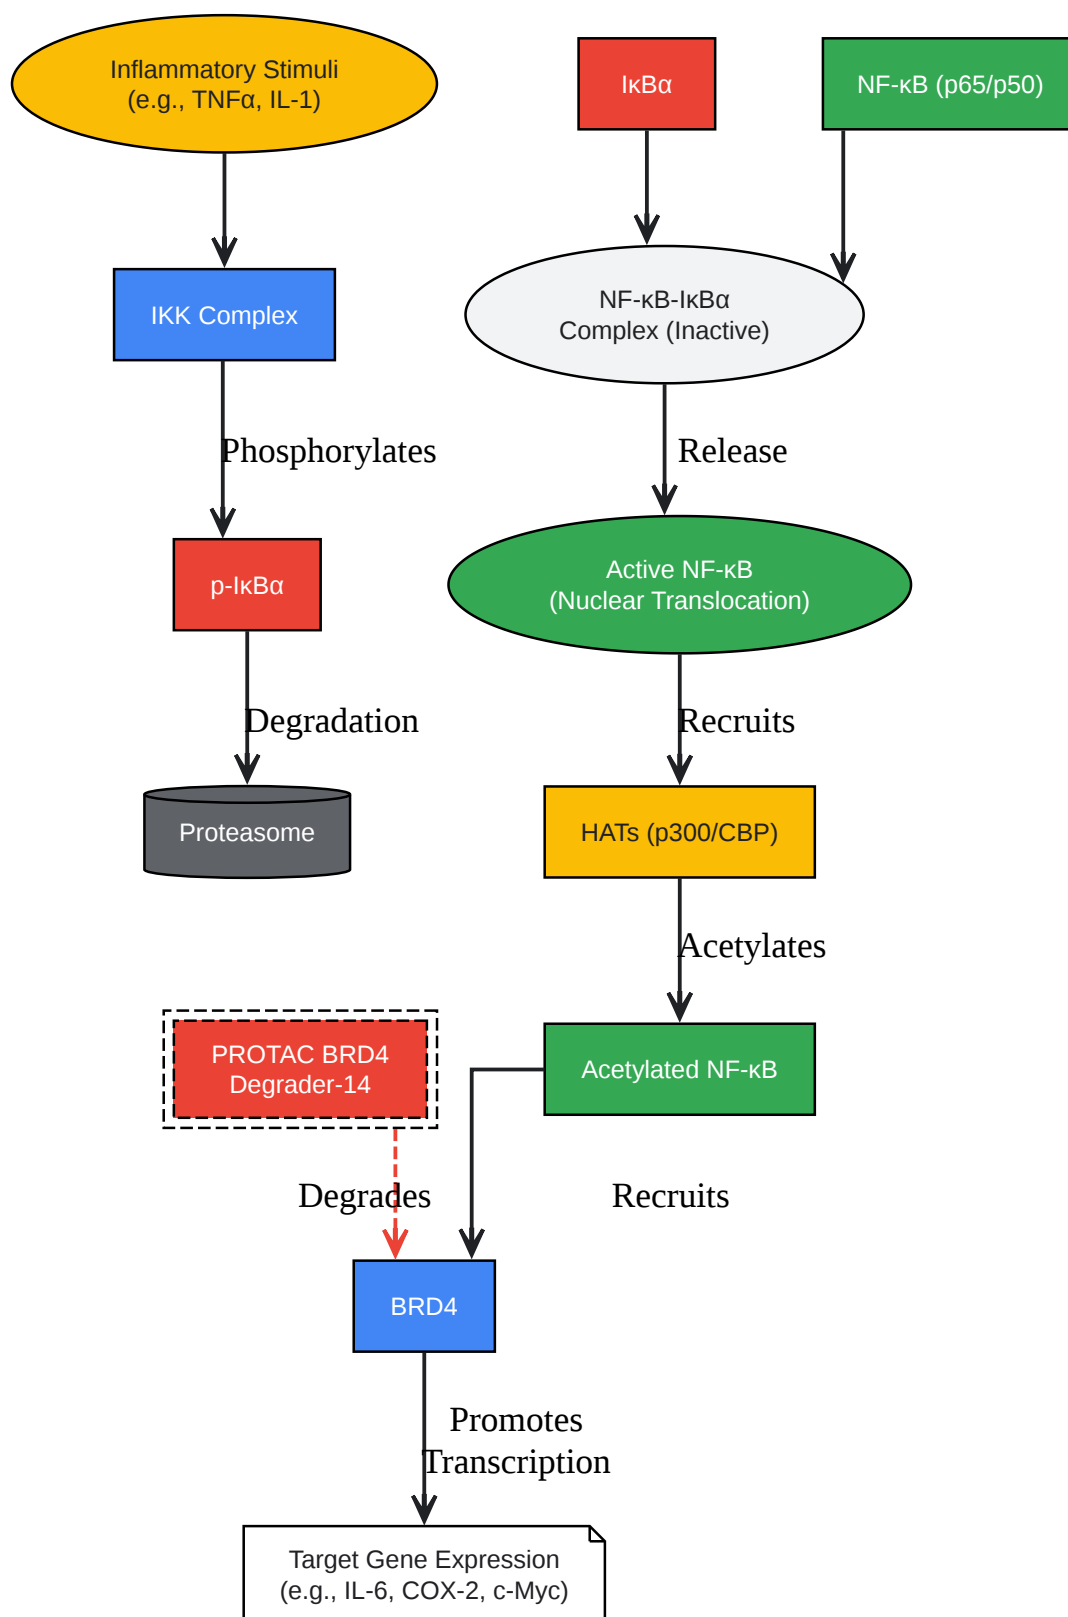 Inflammatory Stimuli
(e.g., TNFα, IL-1)
IκBα
NF-κB (p65/p50)
IKK Complex
NF-κB-IκBα
Complex (Inactive)
Phosphorylates
Release
p-IκBα
Active NF-κB
(Nuclear Translocation)
Degradation
Recruits
Proteasome
HATs (p300/CBP)
Acetylates
PROTAC BRD4
Degrader-14
Acetylated NF-κB
Degrades
Recruits
BRD4
Promotes
Transcription
Target Gene Expression
(e.g., IL-6, COX-2, c-Myc)